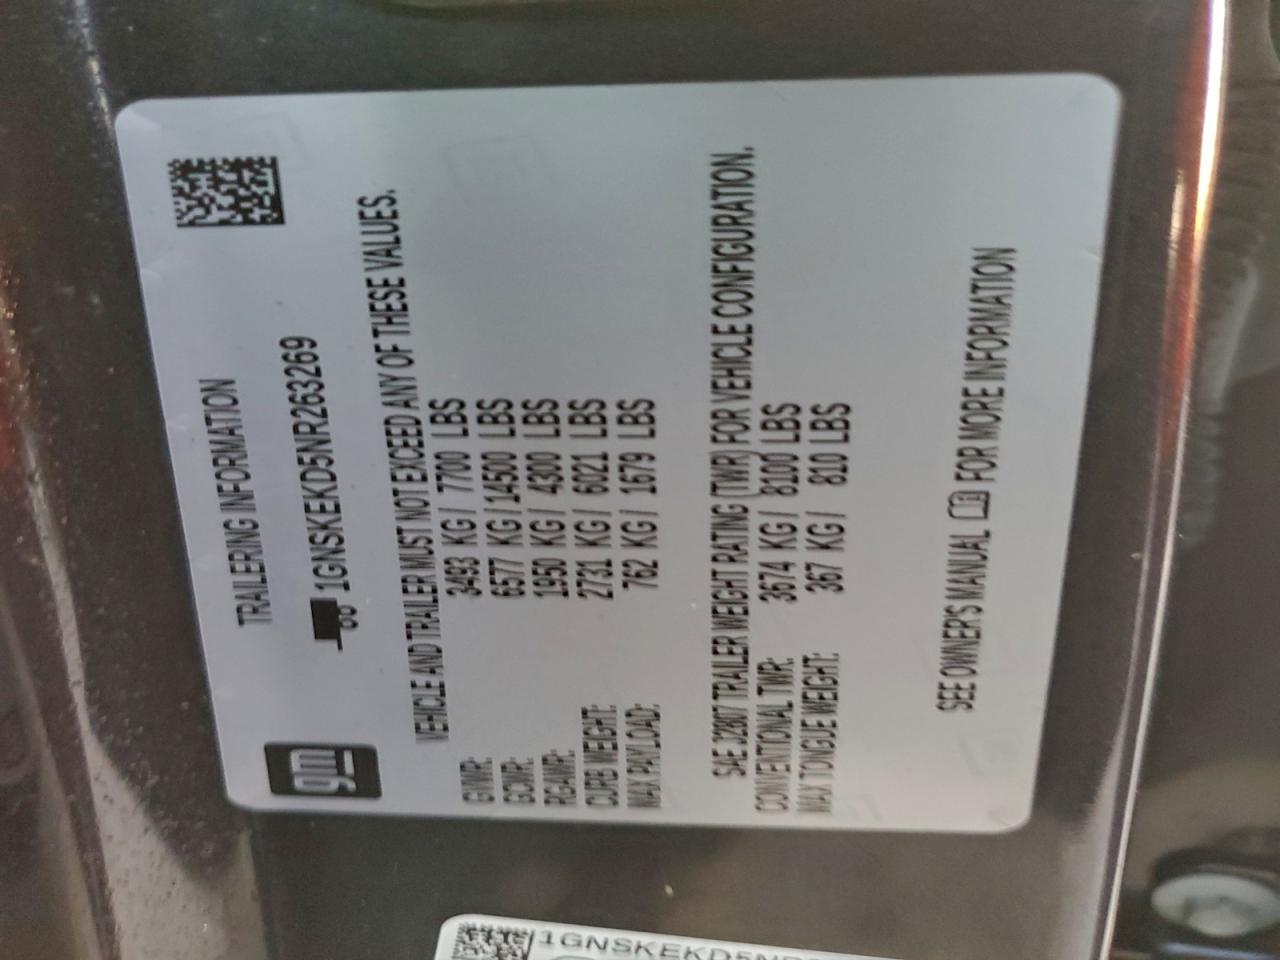 gm
TRAILERING INFORMATION
1GNSKEKD5NR263269
VEHICLE AND TRAILER MUST NOT EXCEED ANY OF THESE VALUES.
GVWR: 3493 KG / 7700 LBS
GCWR: 6577 KG / 14500 LBS
RGAWR: 1950 KG / 4300 LBS
CURB WEIGHT: 2731 KG / 6021 LBS
MAX PAYLOAD: 762 KG / 1679 LBS
SAE J2807 TRAILER WEIGHT RATING (TWR) FOR VEHICLE CONFIGURATION.
CONVENTIONAL TWR: 3674 KG / 8100 LBS
MAX TONGUE WEIGHT: 367 KG / 810 LBS
SEE OWNER'S MANUAL FOR MORE INFORMATION